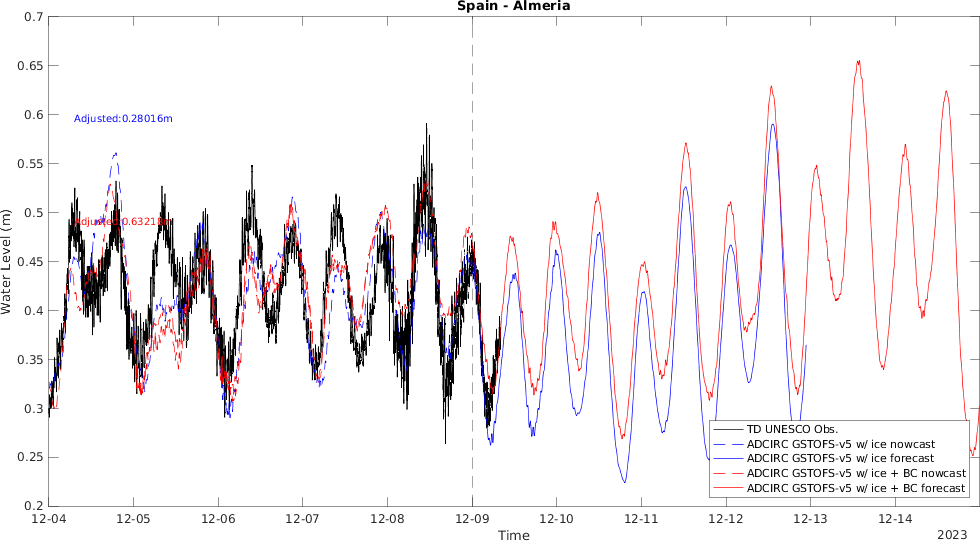 Spain - Almeria
0.7
0.65
0.6
0.55
0.5
0.45
0.4
0.35
0.3
0.25
0.2
Water Level (m)
Adjusted:0.28016m
TD UNESCO Obs.
ADCIRC GSTOFS-v5 w/ ice nowcast
ADCIRC GSTOFS-v5 w/ ice forecast
ADCIRC GSTOFS-v5 w/ ice + BC nowcast
ADCIRC GSTOFS-v5 w/ ice + BC forecast
12-04 12-05 12-06 12-07 12-08 12-09 12-10 12-11 12-12 12-13 12-14
Time
2023